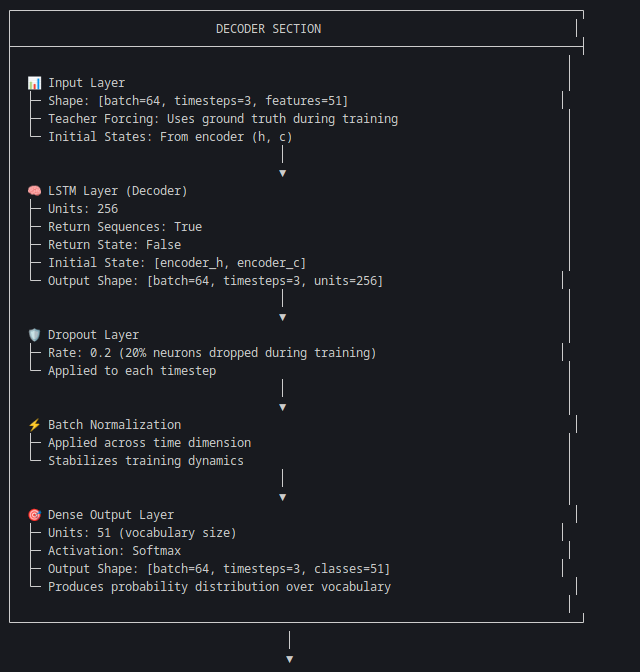 DECODER SECTION
📊 Input Layer
├─ Shape: [batch=64, timesteps=3, features=51]
├─ Teacher Forcing: Uses ground truth during training
└─ Initial States: From encoder (h, c)
🧠 LSTM Layer (Decoder)
├─ Units: 256
├─ Return Sequences: True
├─ Return State: False
├─ Initial State: [encoder_h, encoder_c]
└─ Output Shape: [batch=64, timesteps=3, units=256]
🛡️ Dropout Layer
├─ Rate: 0.2 (20% neurons dropped during training)
└─ Applied to each timestep
⚡ Batch Normalization
├─ Applied across time dimension
└─ Stabilizes training dynamics
🎯 Dense Output Layer
├─ Units: 51 (vocabulary size)
├─ Activation: Softmax
├─ Output Shape: [batch=64, timesteps=3, classes=51]
└─ Produces probability distribution over vocabulary